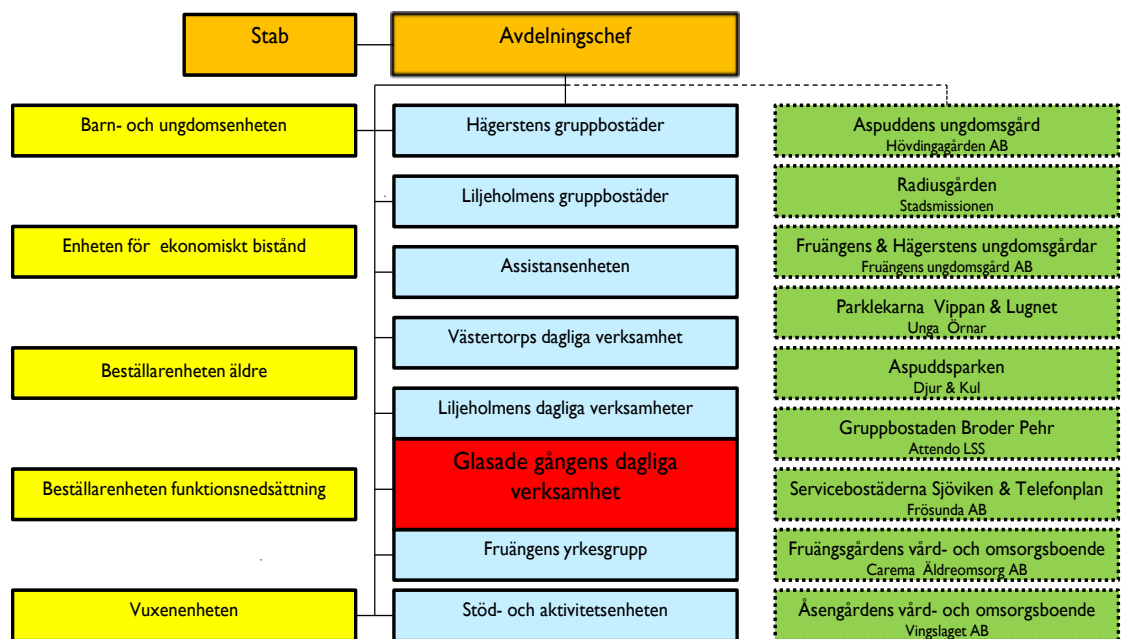 Stab
Avdelningschef
Barn- och ungdomsenheten
Enheten för ekonomiskt bistånd
Beställarenheten äldre
Beställarenheten funktionsnedsättning
Vuxenenheten
Hägerstens gruppbostäder
Liljeholmens gruppbostäder
Assistansenheten
Västertorps dagliga verksamhet
Liljeholmens dagliga verksamheter
Glasade gångens dagliga
verksamhet
Fruängens yrkesgrupp
Stöd- och aktivitetsenheten
Aspuddens ungdomsgård
Hövdingagården AB
Radiusgården
Stadsmissionen
Fruängens & Hägerstens ungdomsgårdar
Fruängens ungdomsgård AB
Parklekarna Vippan & Lugnet
Unga Örnar
Aspuddsparken
Djur & Kul
Gruppbostaden Broder Pehr
Attendo LSS
Servicebostäderna Sjöviken & Telefonplan
Frösunda AB
Fruängsgårdens vård- och omsorgsboende
Carema Äldreomsorg AB
Åsengårdens vård- och omsorgsboende
Vingslaget AB